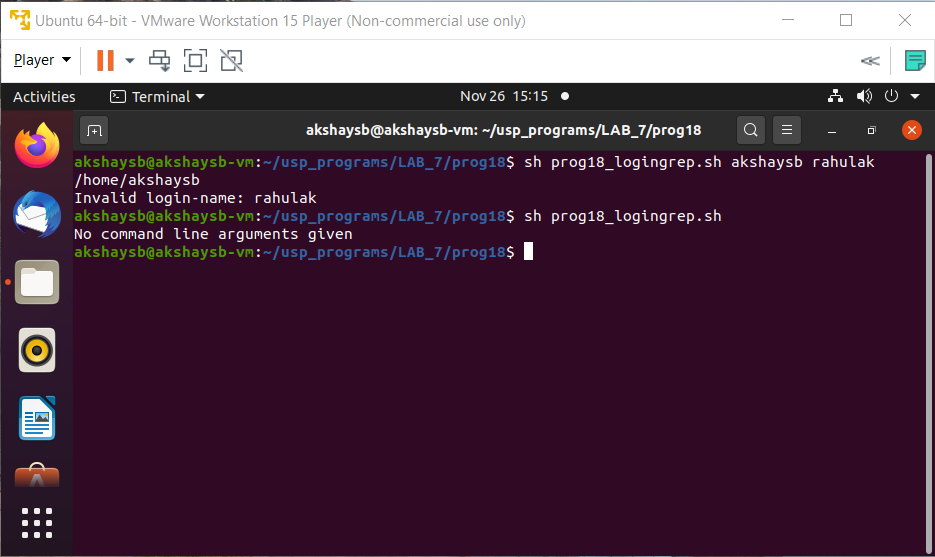 Ubuntu 64-bit - VMware Workstation 15 Player (Non-commercial use only)
Player
Activities
Terminal
Nov 26 15:15
akshaysb@akshaysb-vm: ~/usp_programs/LAB_7/prog18
akshaysb@akshaysb-vm:~/usp_programs/LAB_7/prog18$ sh prog18_logingrep.sh akshaysb rahulak
/home/akshaysb
Invalid login-name: rahulak
akshaysb@akshaysb-vm:~/usp_programs/LAB_7/prog18$ sh prog18_logingrep.sh
No command line arguments given
akshaysb@akshaysb-vm:~/usp_programs/LAB_7/prog18$